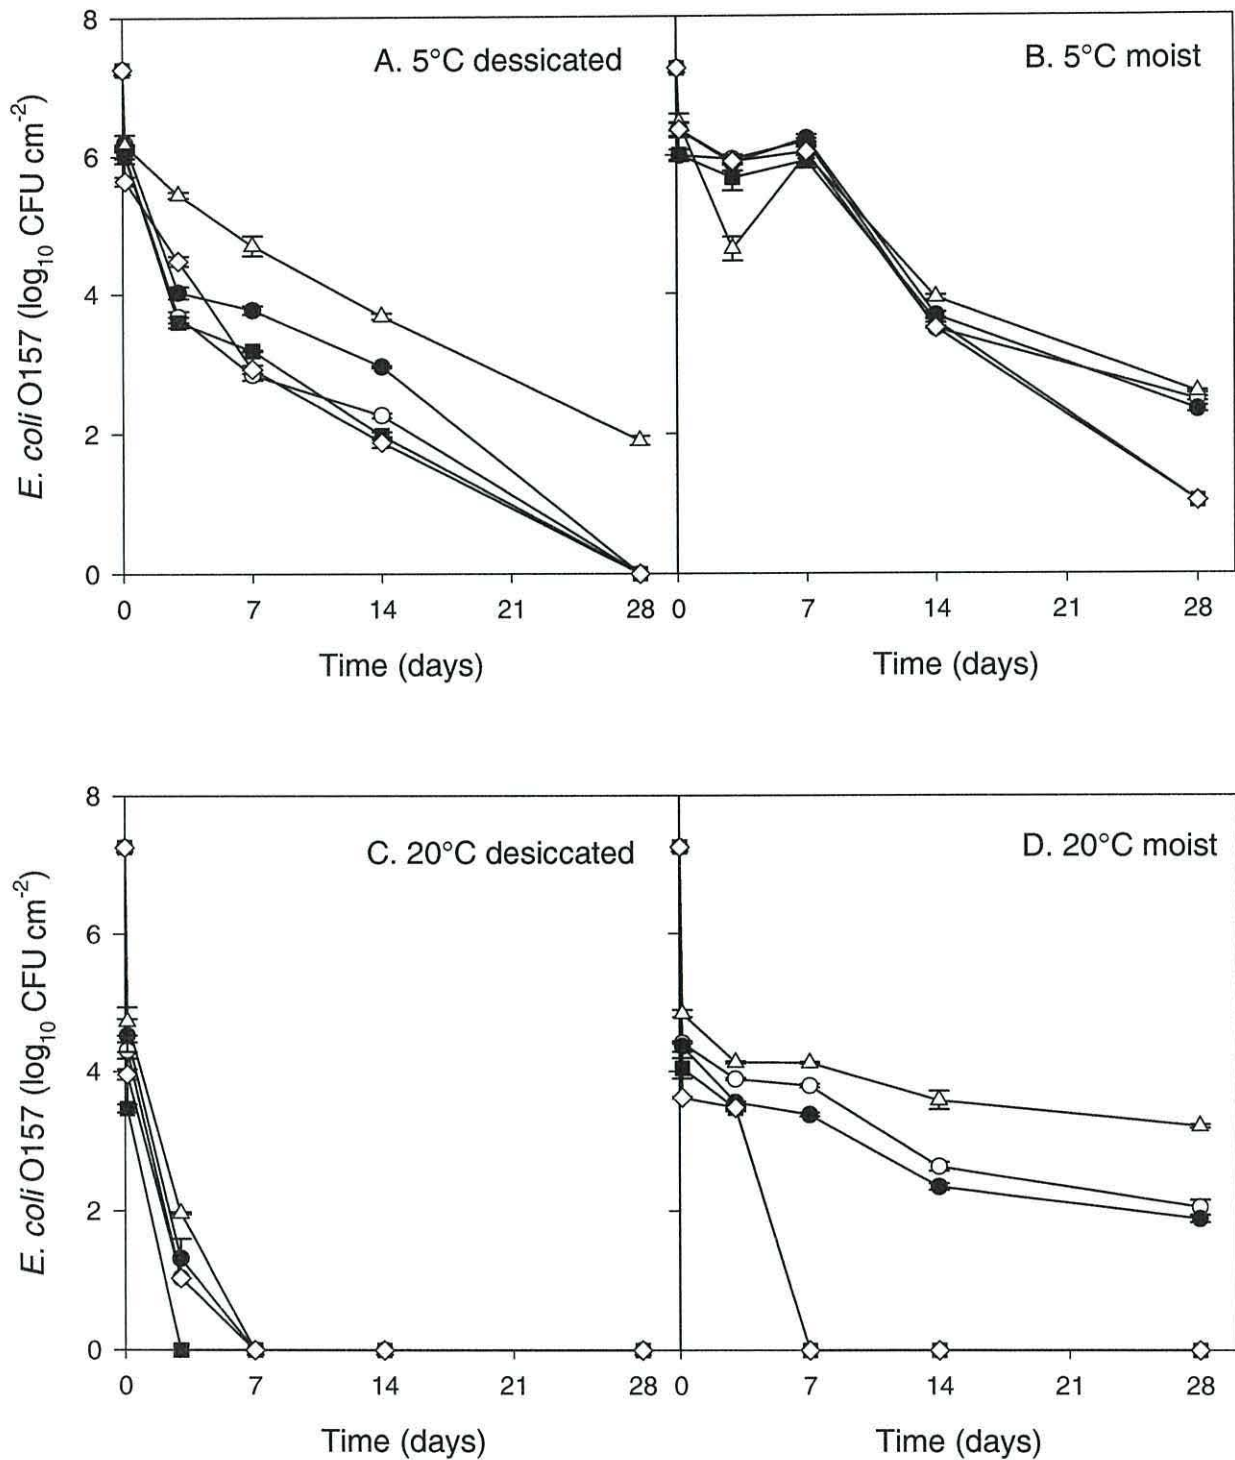 8
6
4
2
0
E. coli O157 (log10 CFU cm-2)
A. 5°C dessicated
0 7 14 21 28
Time (days)
B. 5°C moist
0 7 14 21 28
Time (days)
8
6
4
2
0
E. coli O157 (log10 CFU cm-2)
C. 20°C desiccated
0 7 14 21 28
Time (days)
D. 20°C moist
0 7 14 21 28
Time (days)